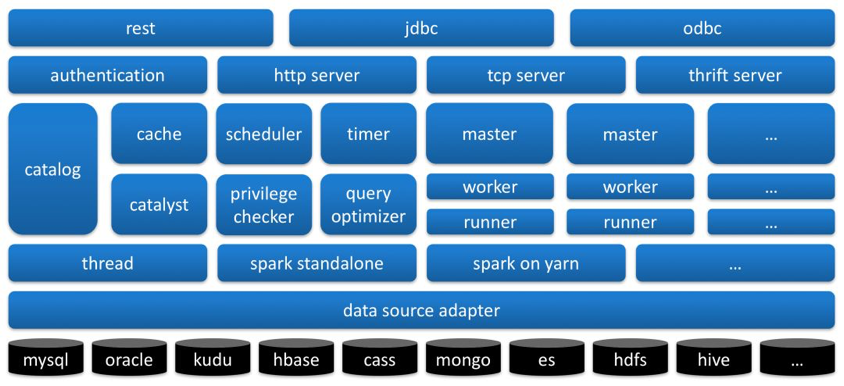 rest
jdbc
odbc
authentication
http server
tcp server
thrift server
catalog
cache
scheduler
timer
master
master
...
catalyst
privilege
checker
query
optimizer
worker
worker
...
runner
runner
...
thread
spark standalone
spark on yarn
...
data source adapter
mysql
oracle
kudu
hbase
cass
mongo
es
hdfs
hive
...